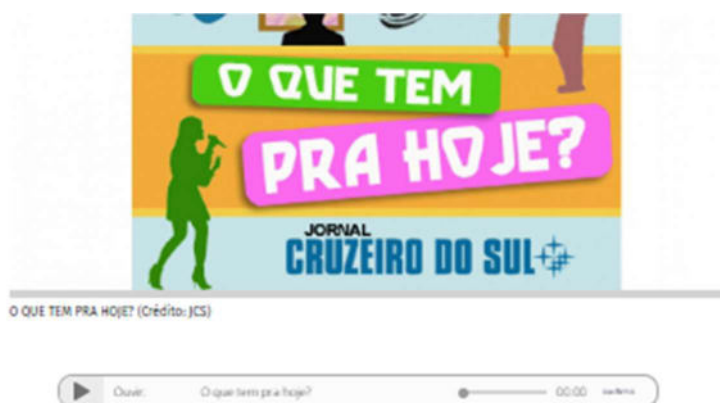 O QUE TEM
PRA HOJE?
JORNAL
CRUZEIRO DO SUL
O QUE TEM PRA HOJE? (Crédito: JCS)
Ouvir: O que tem pra hoje? 00:00